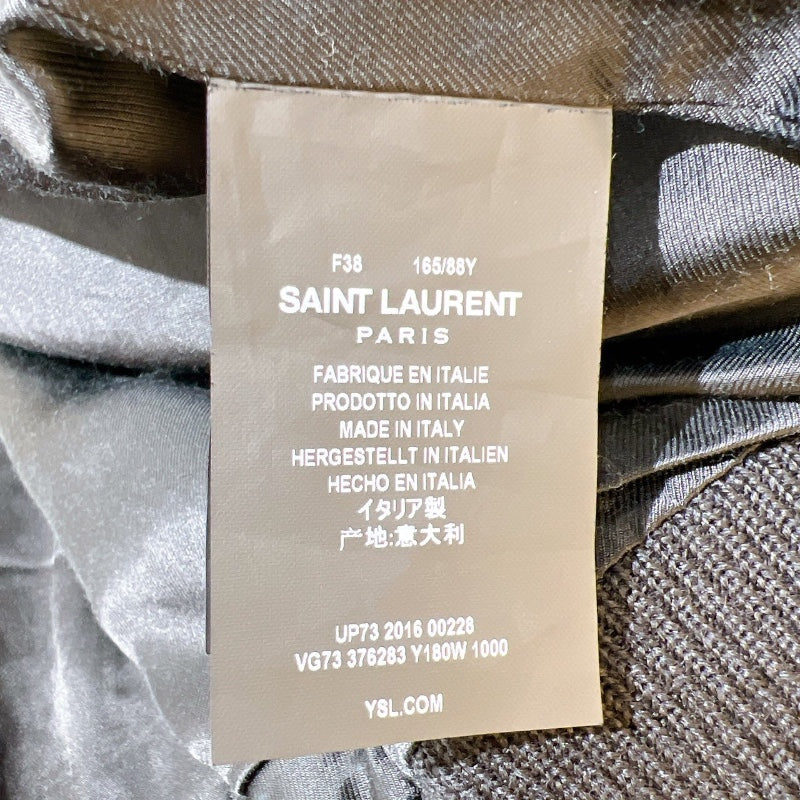 F38 165/88Y
SAINT LAURENT
PARIS
FABRIQUE EN ITALIE
PRODOTTO IN ITALIA
MADE IN ITALY
HERGESTELLT IN ITALIEN
HECHO EN ITALIA
イタリア製
产地:意大利
UP73 2016 00228
VG73 376283 Y180W 1000
YSL.COM